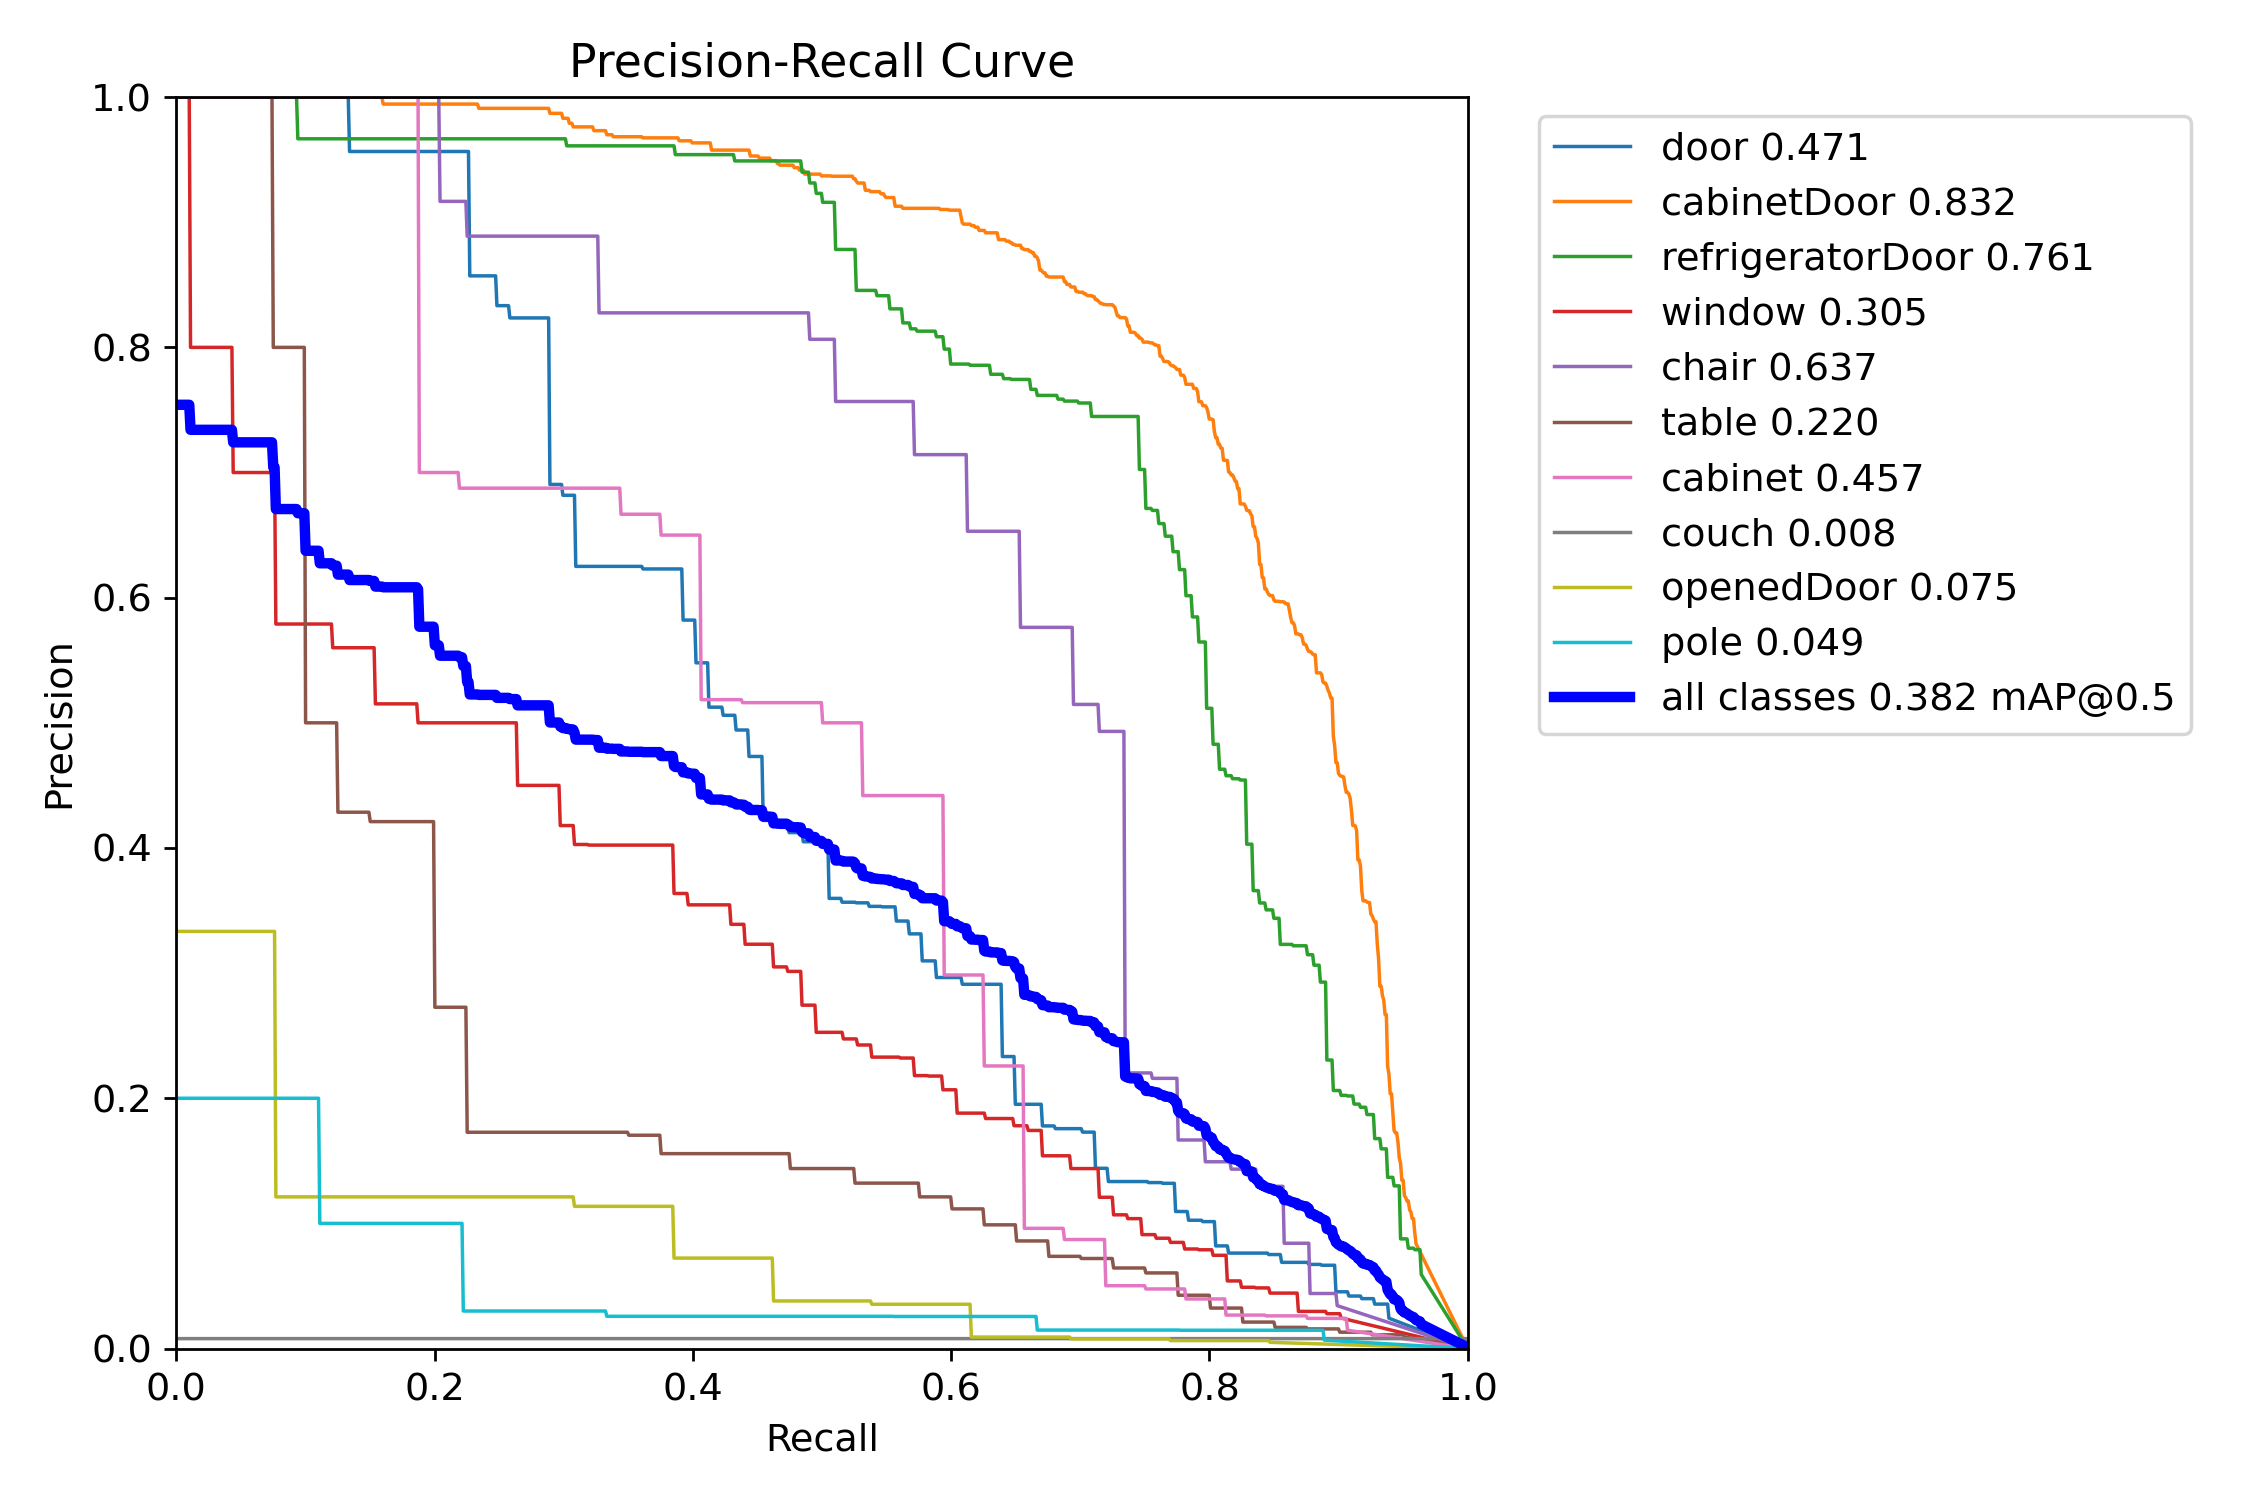 Precision-Recall Curve
1.0
0.8
0.6
0.4
0.2
0.0
Precision
0.0 0.2 0.4 0.6 0.8 1.0
Recall
door 0.471
cabinetDoor 0.832
refrigeratorDoor 0.761
window 0.305
chair 0.637
table 0.220
cabinet 0.457
couch 0.008
openedDoor 0.075
pole 0.049
all classes 0.382 mAP@0.5